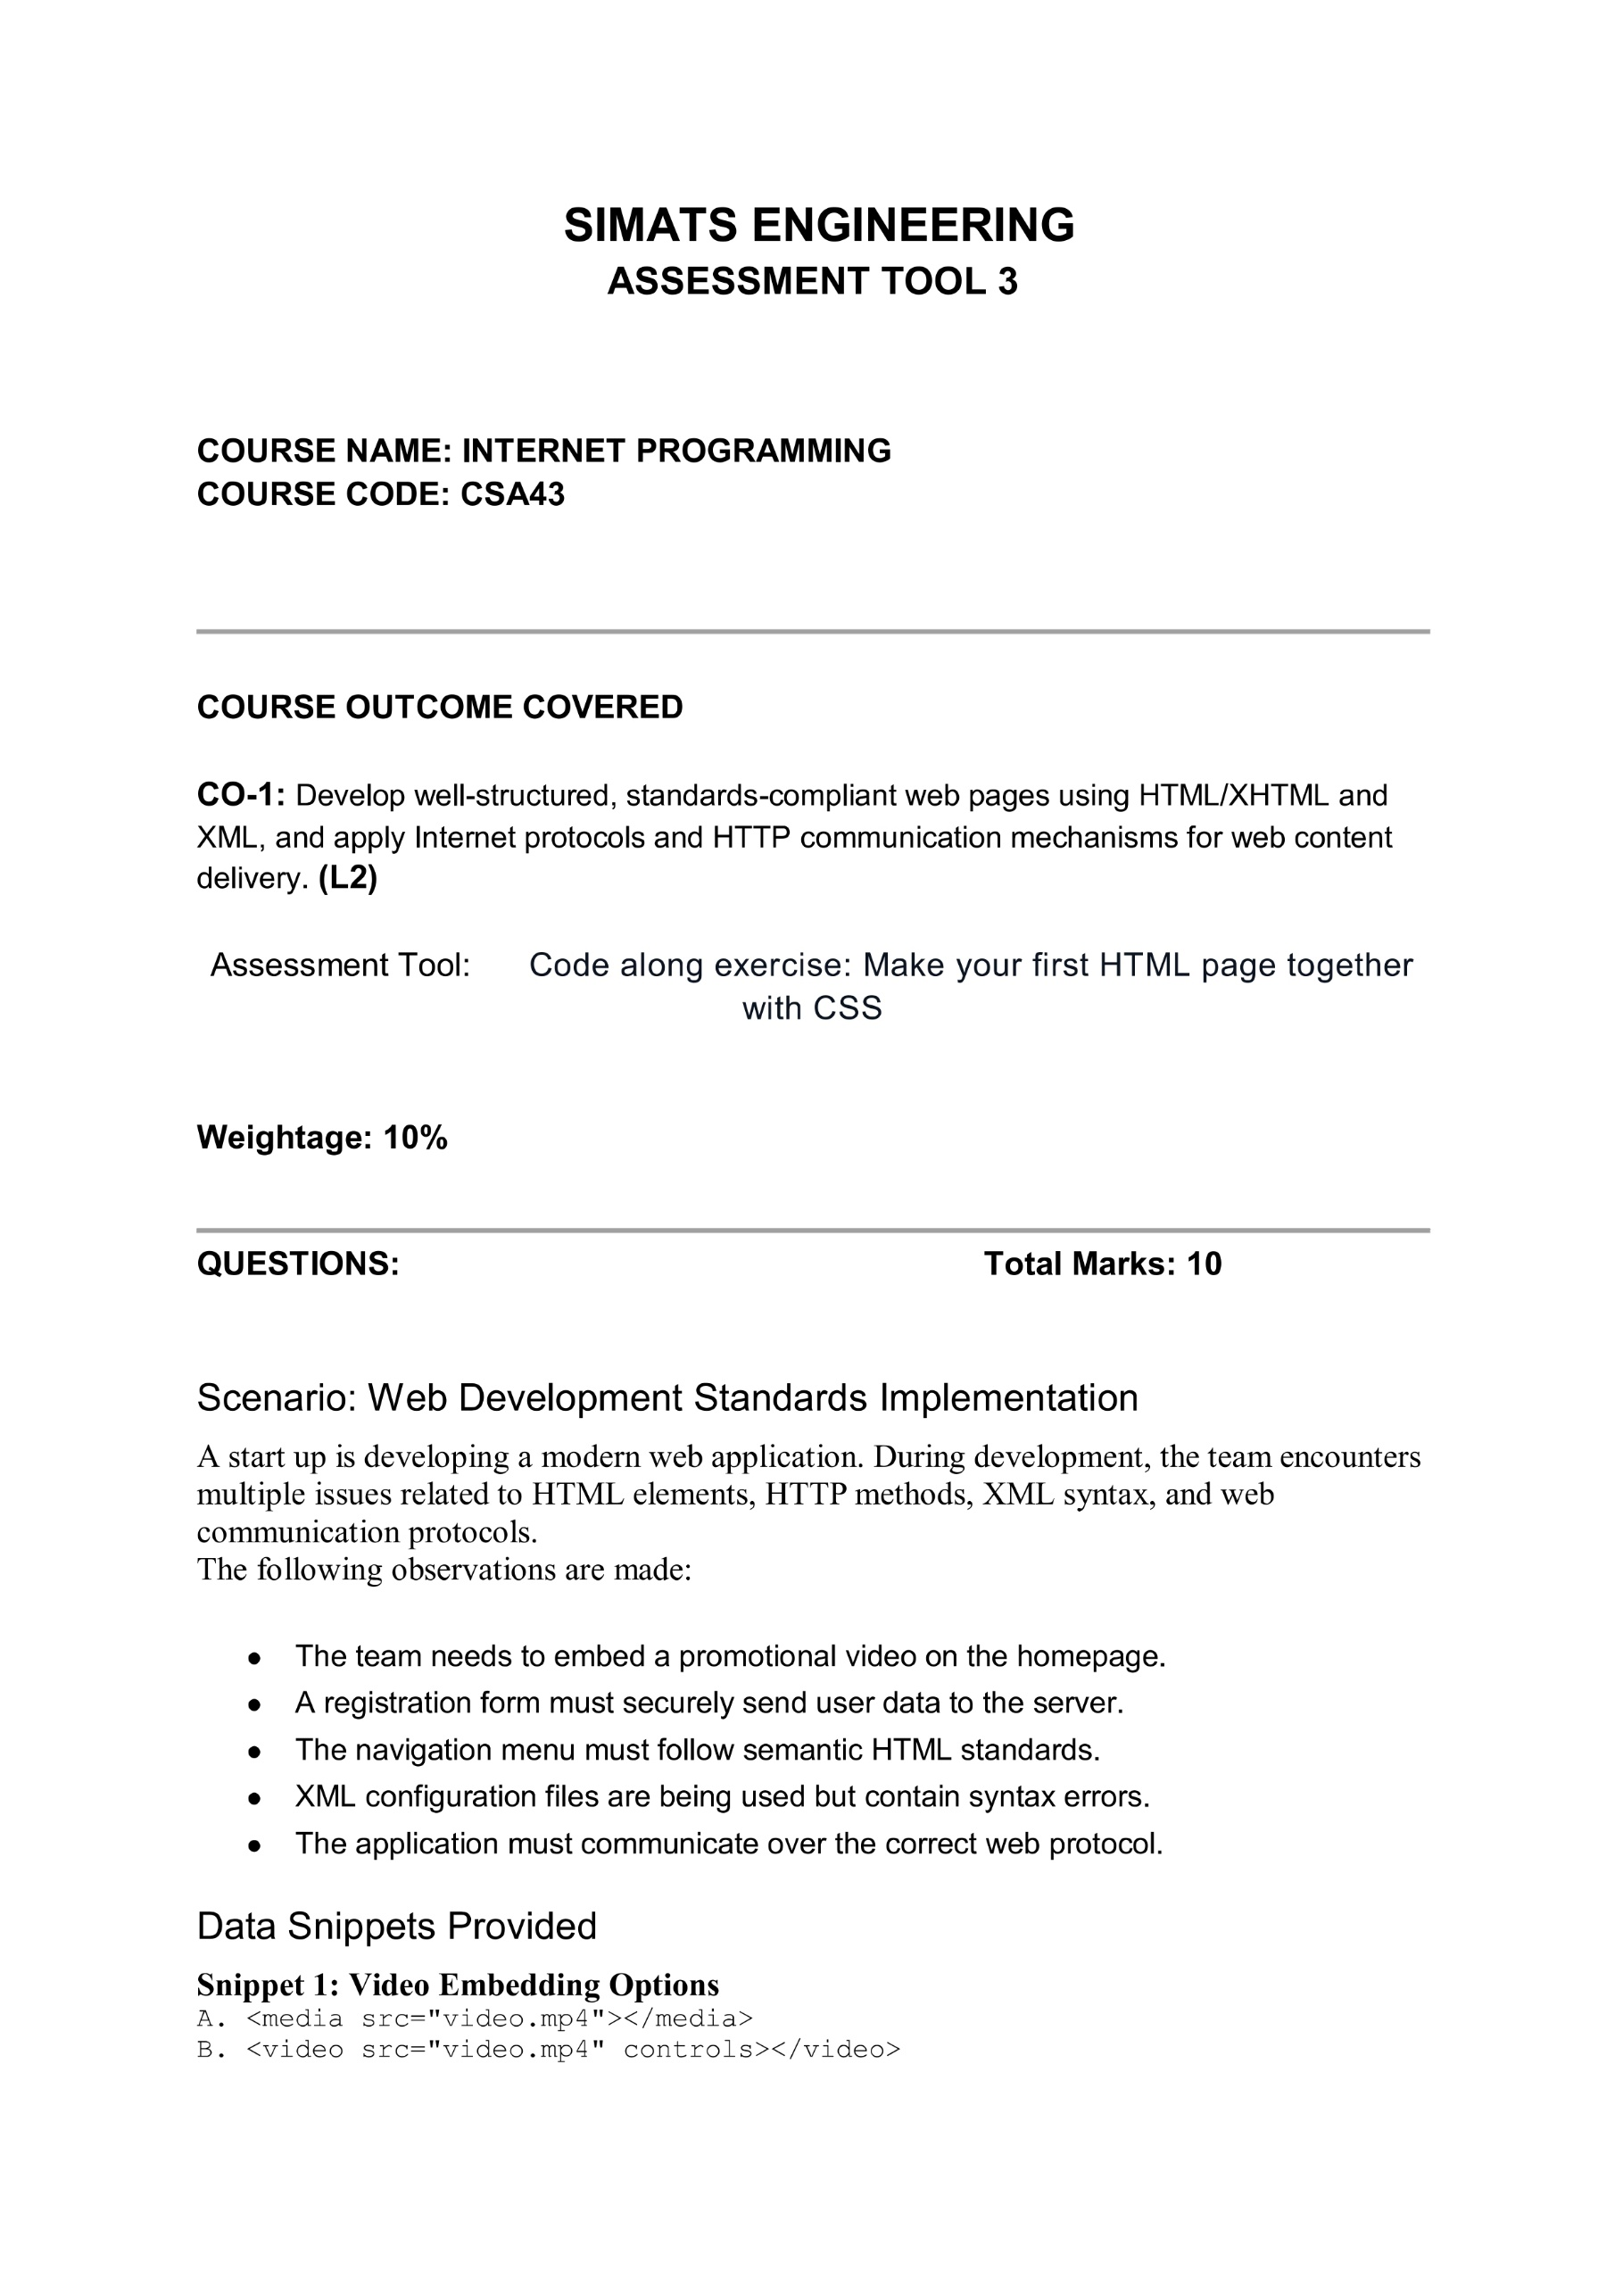 SIMATS ENGINEERING
ASSESSMENT TOOL 3
COURSE NAME: INTERNET PROGRAMMING
COURSE CODE: CSA43
COURSE OUTCOME COVERED
CO-1: Develop well-structured, standards-compliant web pages using HTML/XHTML and
XML, and apply Internet protocols and HTTP communication mechanisms for web content
delivery. (L2)
Assessment Tool: Code along exercise: Make your first HTML page together
with CSS
Weightage: 10%
QUESTIONS: Total Marks: 10
Scenario: Web Development Standards Implementation
A start up is developing a modern web application. During development, the team encounters
multiple issues related to HTML elements, HTTP methods, XML syntax, and web
communication protocols.
The following observations are made:
● The team needs to embed a promotional video on the homepage.
● A registration form must securely send user data to the server.
● The navigation menu must follow semantic HTML standards.
● XML configuration files are being used but contain syntax errors.
● The application must communicate over the correct web protocol.
Data Snippets Provided
Snippet 1: Video Embedding Options
A. <media src="video.mp4"></media>
B. <video src="video.mp4" controls></video>